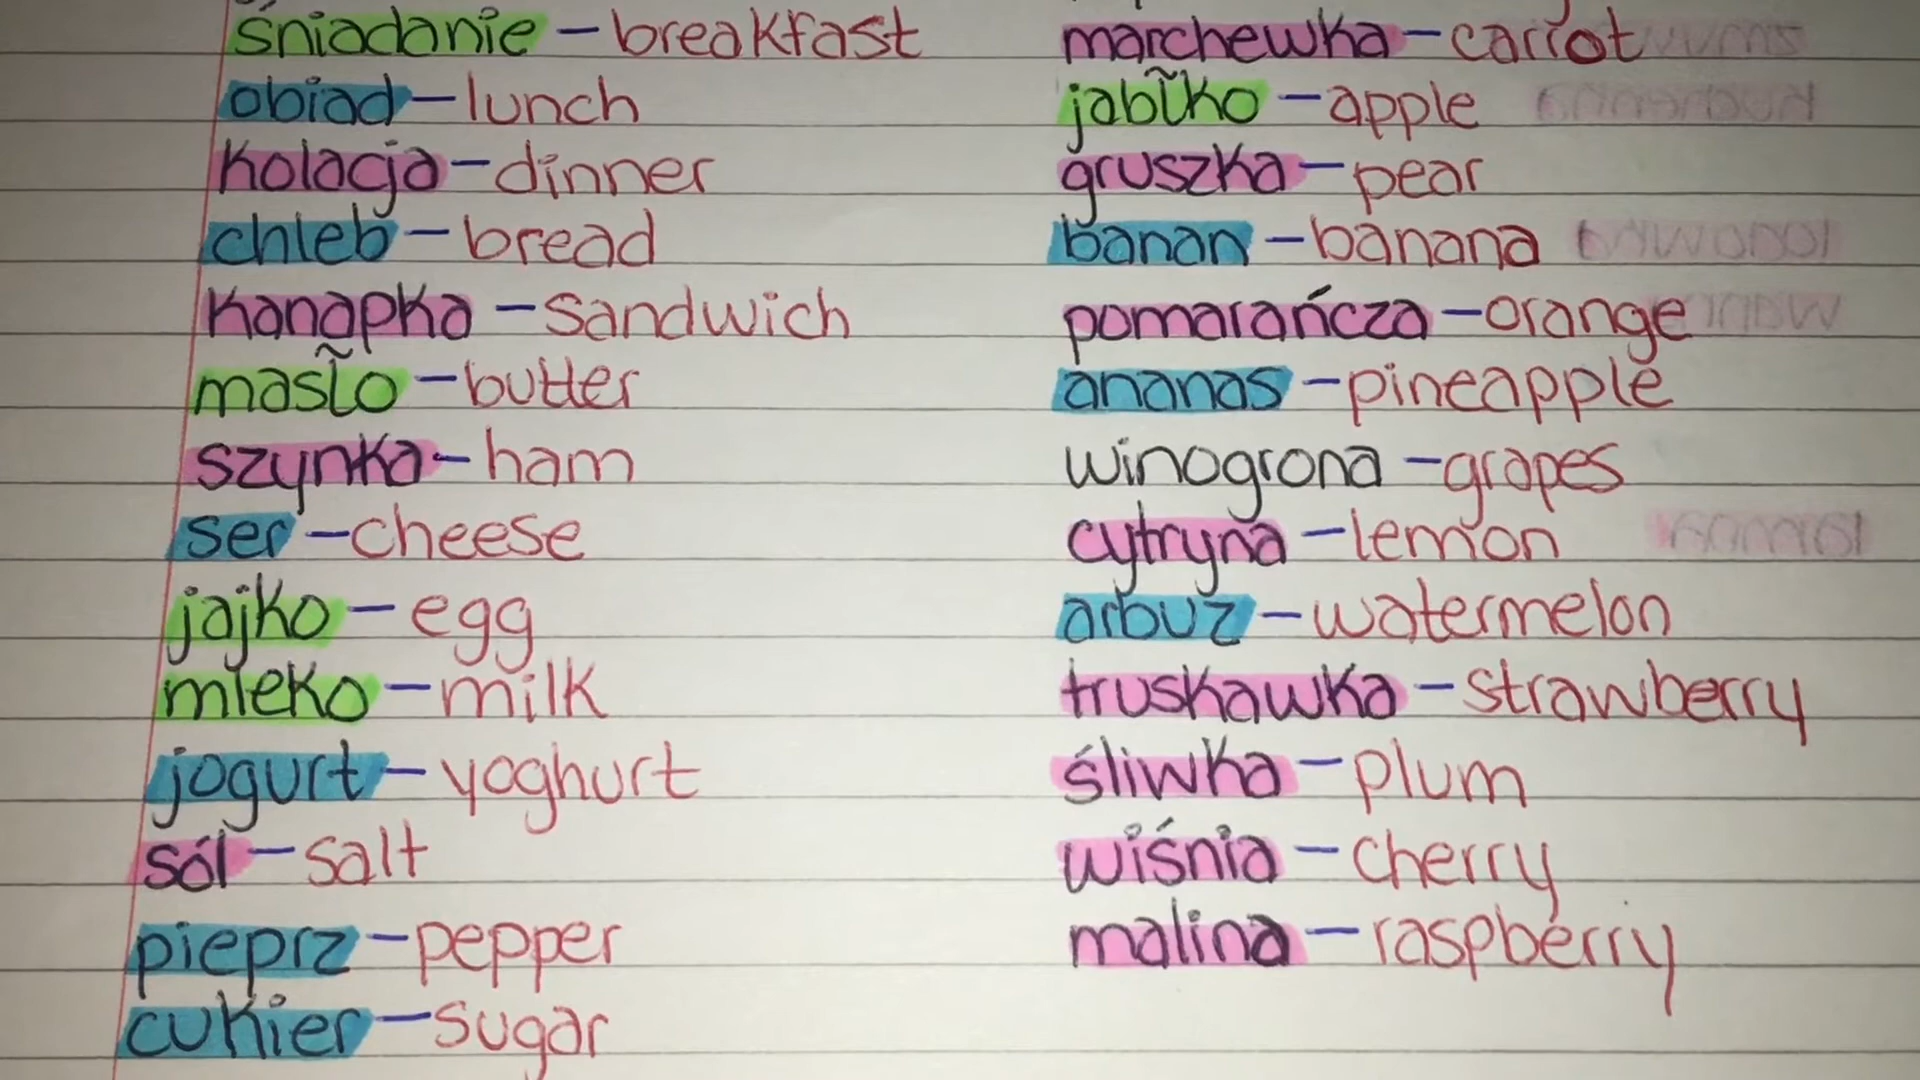 śniadanie – breakfast
obiad – lunch
kolacja – dinner
chleb – bread
kanapka – sandwich
masło – butter
szynka – ham
ser – cheese
jajko – egg
mleko – milk
jogurt – yoghurt
sól – salt
pieprz – pepper
cukier – sugar
marchewka – carrot
jabłko – apple
gruszka – pear
banan – banana
pomarańcza – orange
ananas – pineapple
winogrona – grapes
cytryna – lemon
arbuz – watermelon
truskawka – strawberry
śliwka – plum
wiśnia – cherry
malina – raspberry